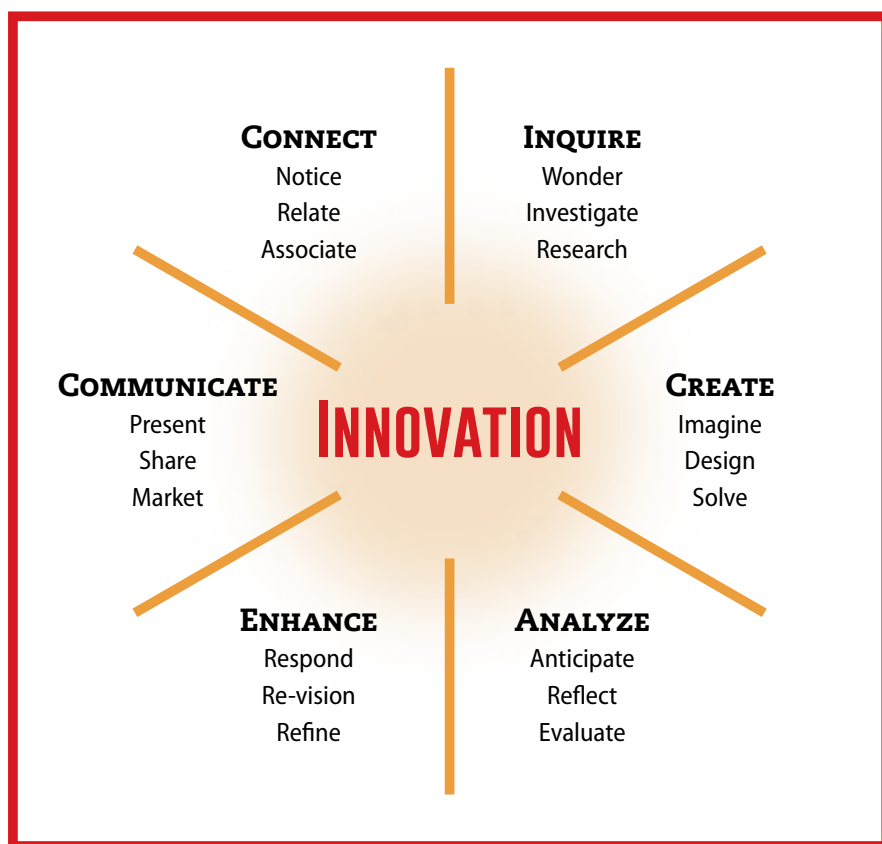 CONNECT
Notice
Relate
Associate
INQUIRE
Wonder
Investigate
Research
COMMUNICATE
Present
Share
Market
INNOVATION
CREATE
Imagine
Design
Solve
ENHANCE
Respond
Re-vision
Refine
ANALYZE
Anticipate
Reflect
Evaluate